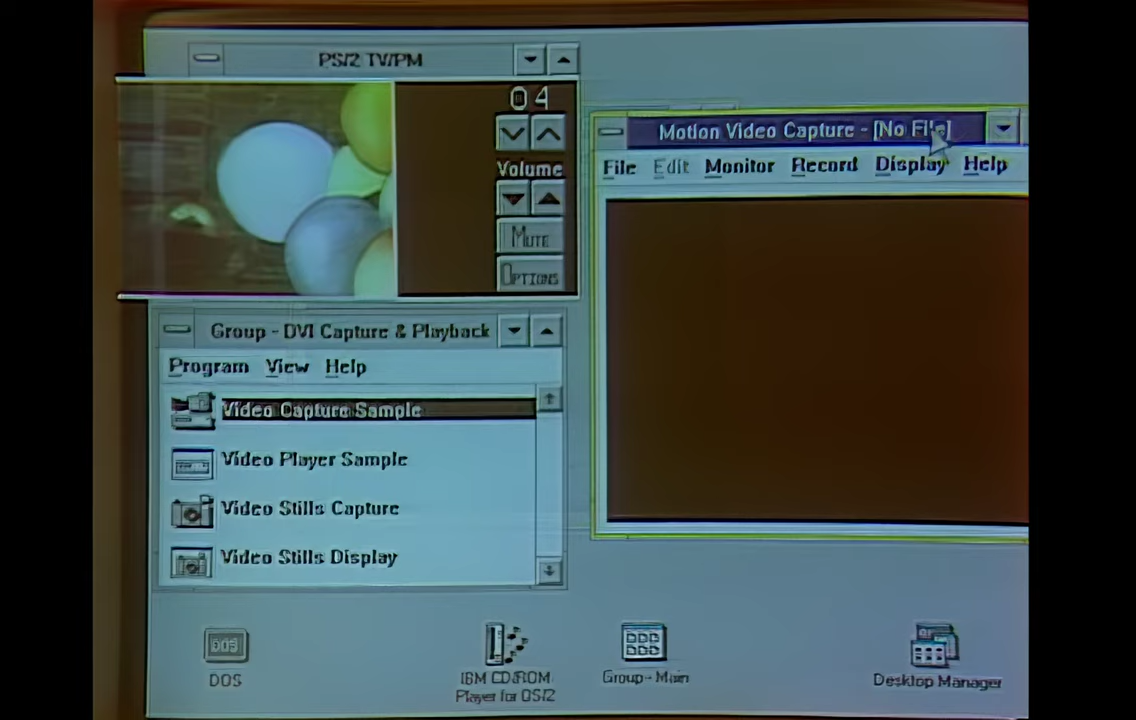 PS/2 TV/PM
04
Volume
MUTE
OPTIONS
Motion Video Capture - [No File]
File Edit Monitor Record Display Help
Group - DVI Capture & Playback
Program View Help
Video Capture Sample
Video Player Sample
Video Stills Capture
Video Stills Display
DOS
DOS
IBM CD-ROM
Player for OS/2
Group - Main
Desktop Manager